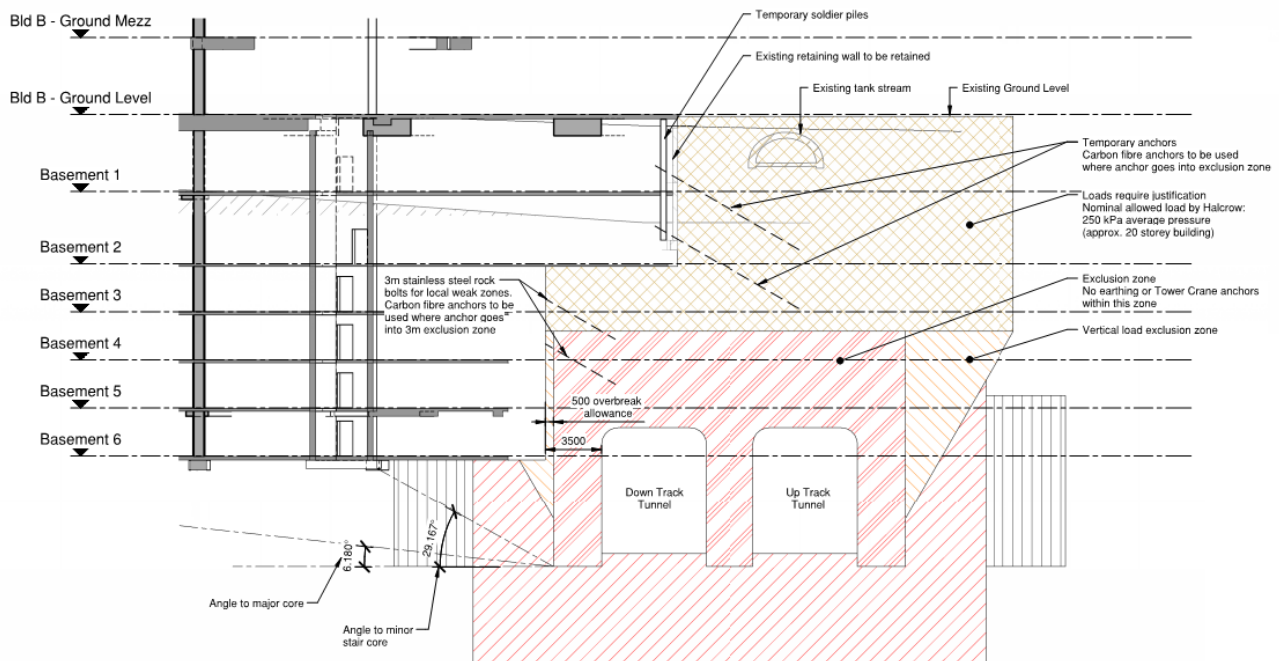 Bld B - Ground Mezz
Temporary soldier piles
Existing retaining wall to be retained
Bld B - Ground Level
Existing tank stream
Existing Ground Level
Temporary anchors
Carbon fibre anchors to be used
where anchor goes into exclusion zone
Basement 1
Loads require justification
Nominal allowed load by Halcrow:
250 kPa average pressure
(approx. 20 storey building)
Basement 2
3m stainless steel rock
bolts for local weak zones.
Carbon fibre anchors to be
used where anchor goes
into 3m exclusion zone
Exclusion zone
No earthing or Tower Crane anchors
within this zone
Basement 3
Vertical load exclusion zone
Basement 4
Basement 5
500 overbreak
allowance
Basement 6
3500
Down Track
Tunnel
Up Track
Tunnel
29.167°
6.180°
Angle to major core
Angle to minor
stair core